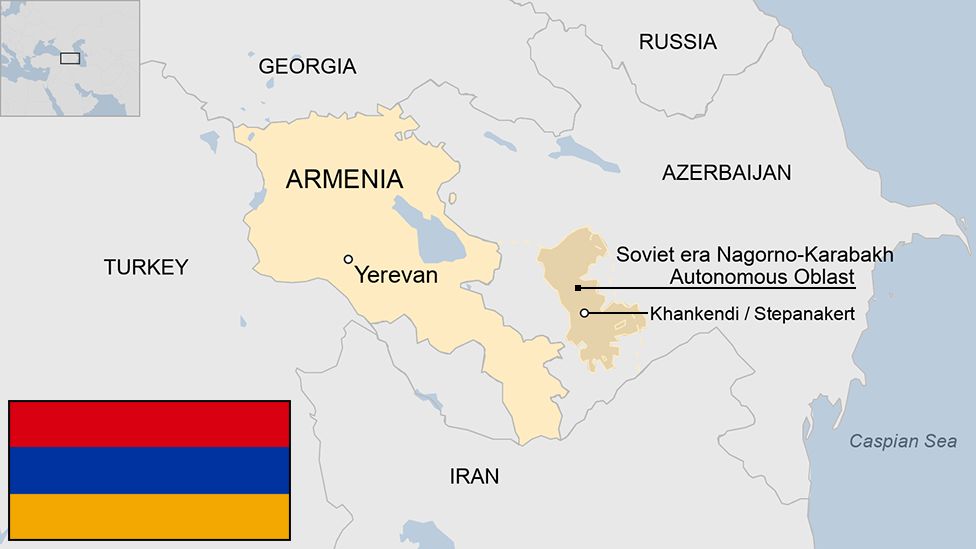 RUSSIA
GEORGIA
ARMENIA
AZERBAIJAN
Soviet era Nagorno-Karabakh
Autonomous Oblast
TURKEY
Yerevan
Khankendi / Stepanakert
Caspian Sea
IRAN